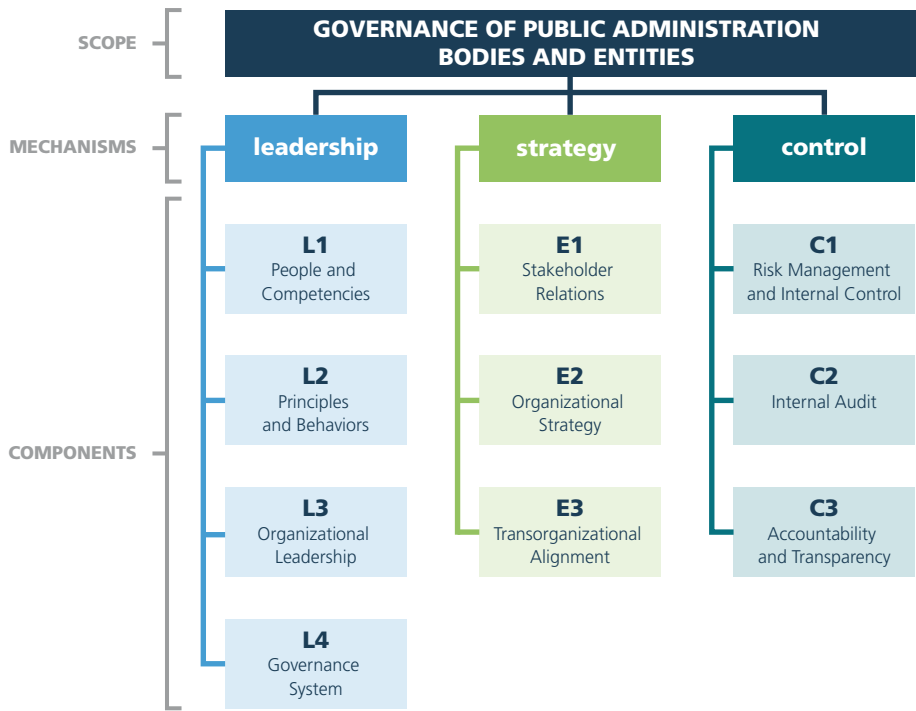 SCOPE
GOVERNANCE OF PUBLIC ADMINISTRATION
BODIES AND ENTITIES
MECHANISMS
leadership
strategy
control
COMPONENTS
L1
People and
Competencies
E1
Stakeholder
Relations
C1
Risk Management
and Internal Control
L2
Principles
and Behaviors
E2
Organizational
Strategy
C2
Internal Audit
L3
Organizational
Leadership
E3
Transorganizational
Alignment
C3
Accountability
and Transparency
L4
Governance
System